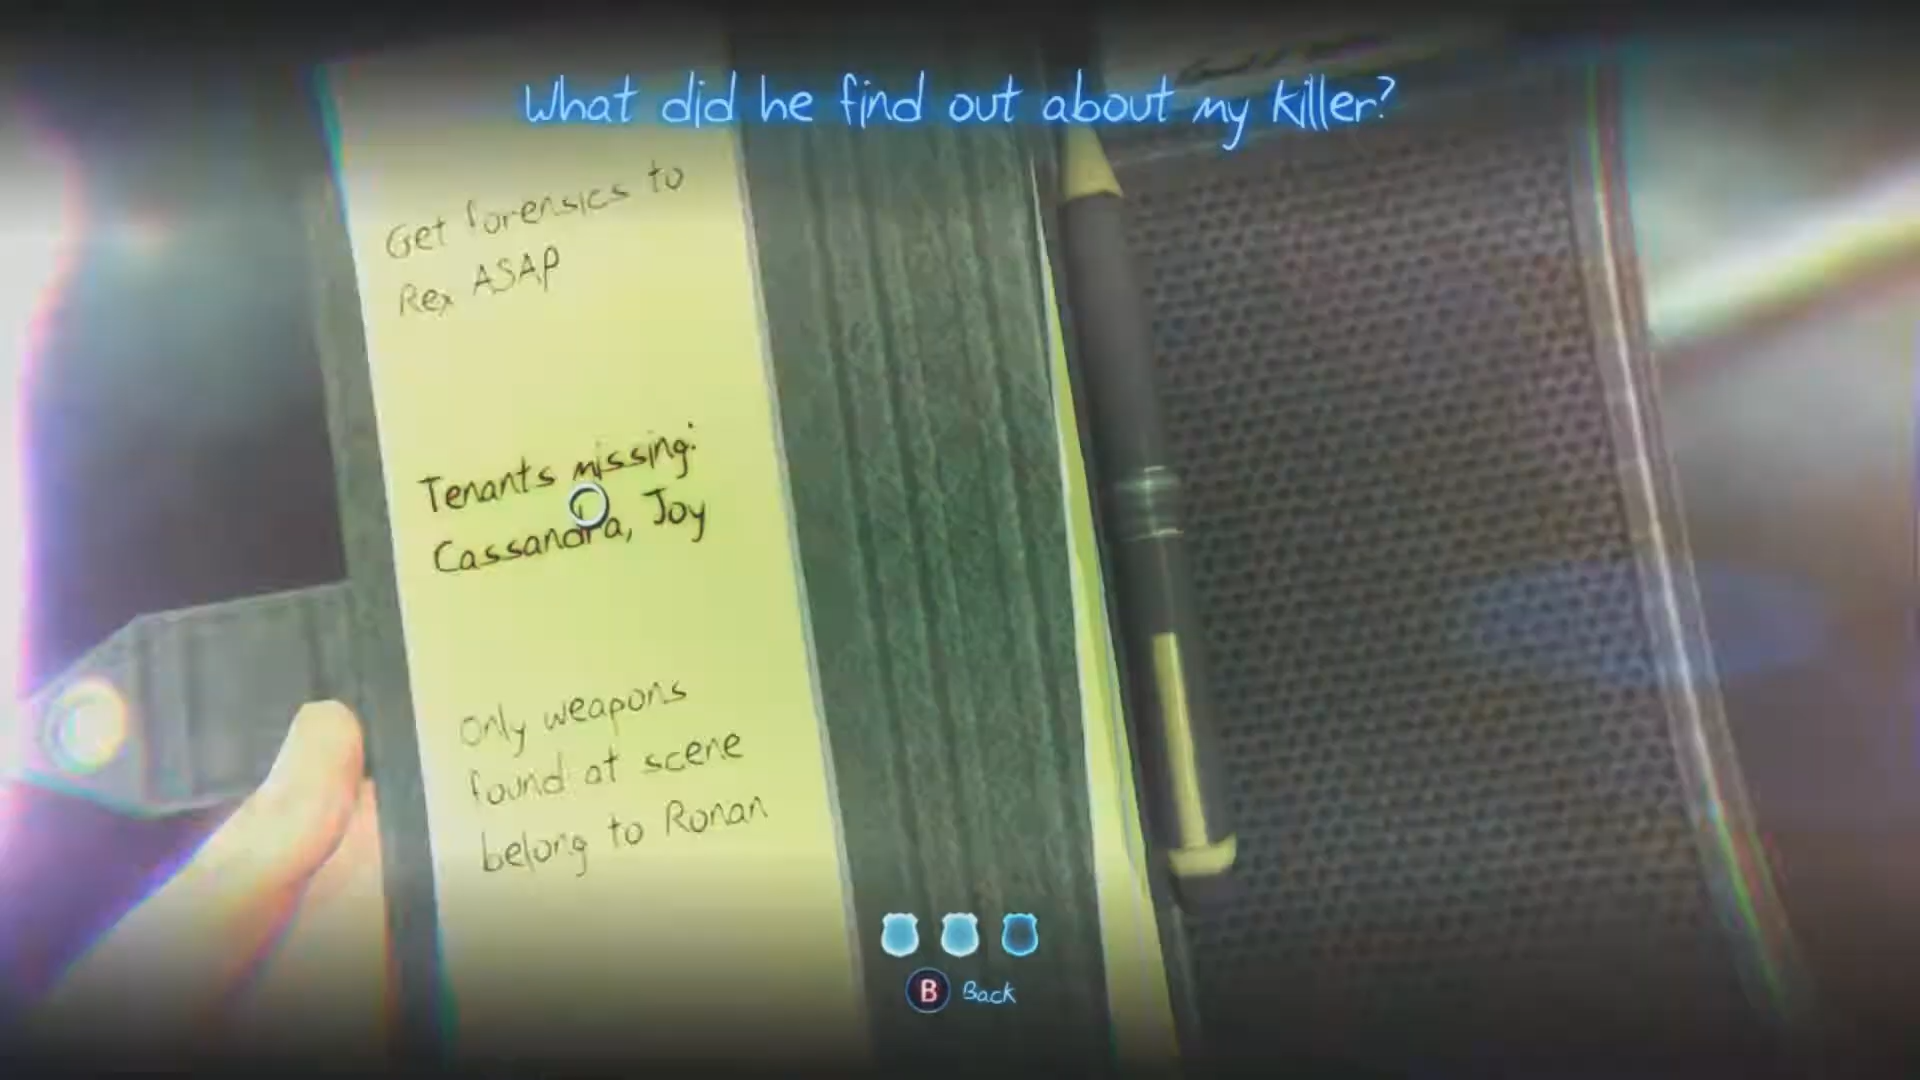 What did he find out about my killer?
Get forensics to
Rex ASAP
Tenants missing:
Cassandra, Joy
Only weapons
found at scene
belong to Ronan
B Back